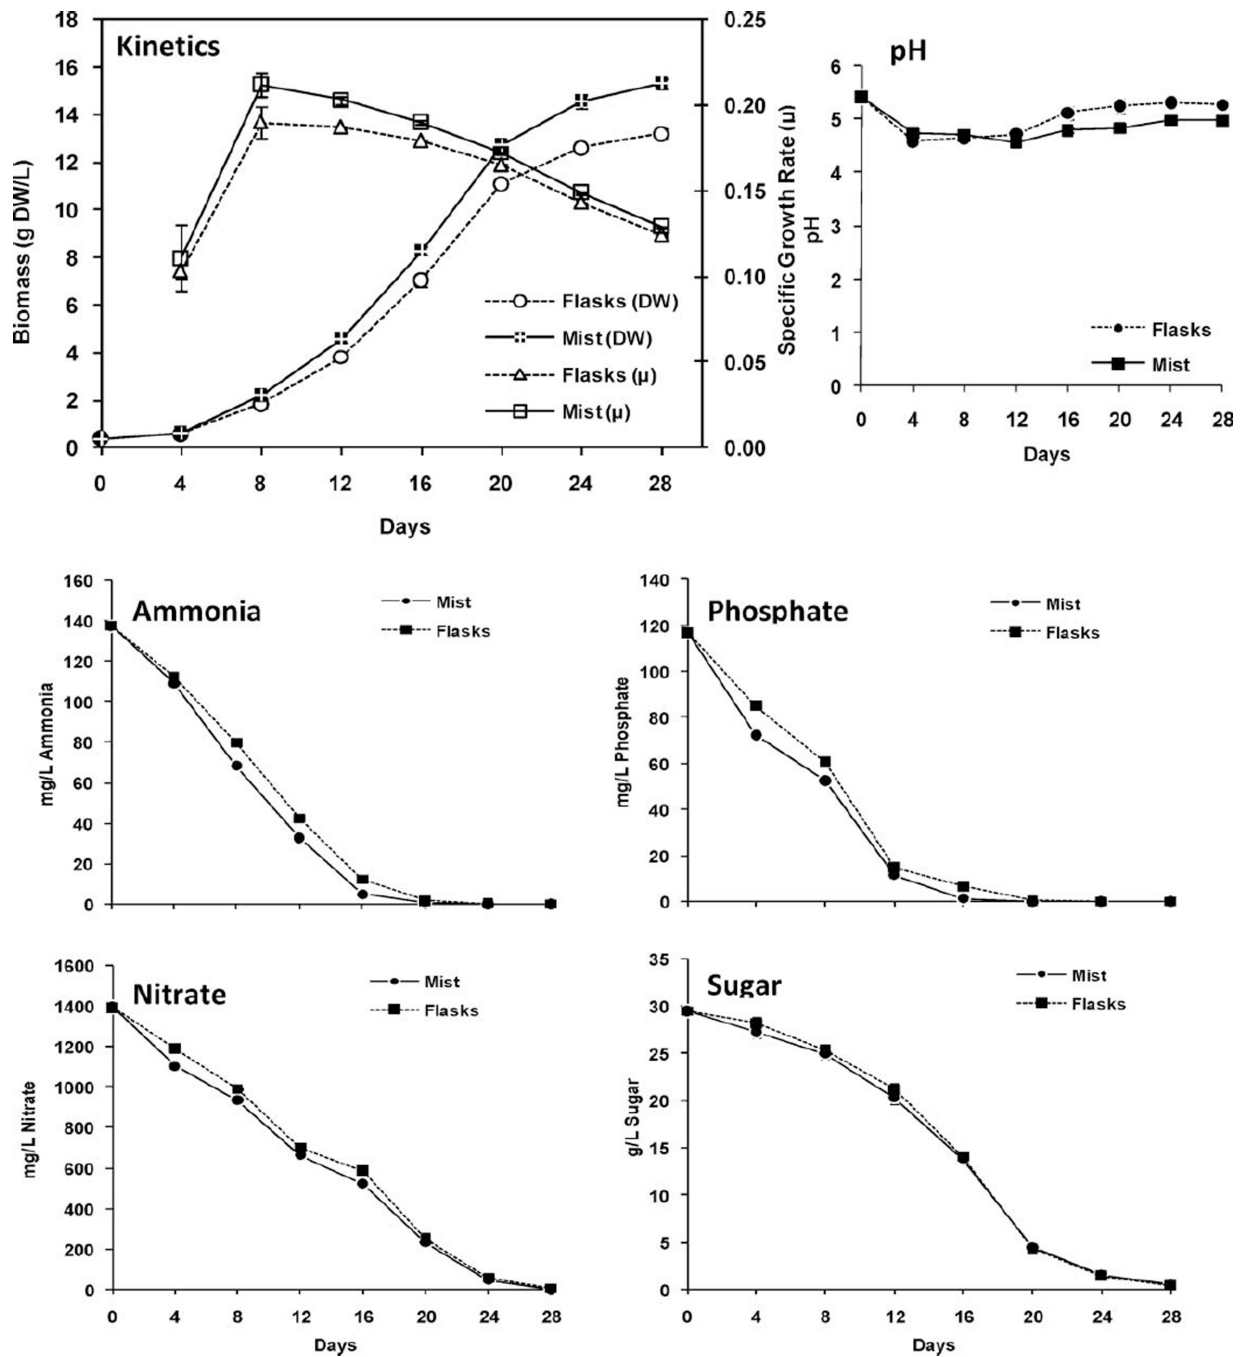 Kinetics
18
16
14
12
10
8
6
4
2
0
Biomass (g DW/L)
0.25
0.20
0.15
0.10
0.05
0.00
Specific Growth Rate (µ)
Flasks (DW)
Mist (DW)
Flasks (µ)
Mist (µ)
0 4 8 12 16 20 24 28
Days
pH
6
5
4
3
2
1
0
pH
Flasks
Mist
0 4 8 12 16 20 24 28
Days
Ammonia
160
140
120
100
80
60
40
20
0
mg/L Ammonia
Mist
Flasks
Phosphate
140
120
100
80
60
40
20
0
mg/L Phosphate
Mist
Flasks
Nitrate
1600
1400
1200
1000
800
600
400
200
0
mg/L Nitrate
Mist
Flasks
0 4 8 12 16 20 24 28
Days
Sugar
35
30
25
20
15
10
5
0
g/L Sugar
Mist
Flasks
0 4 8 12 16 20 24 28
Days